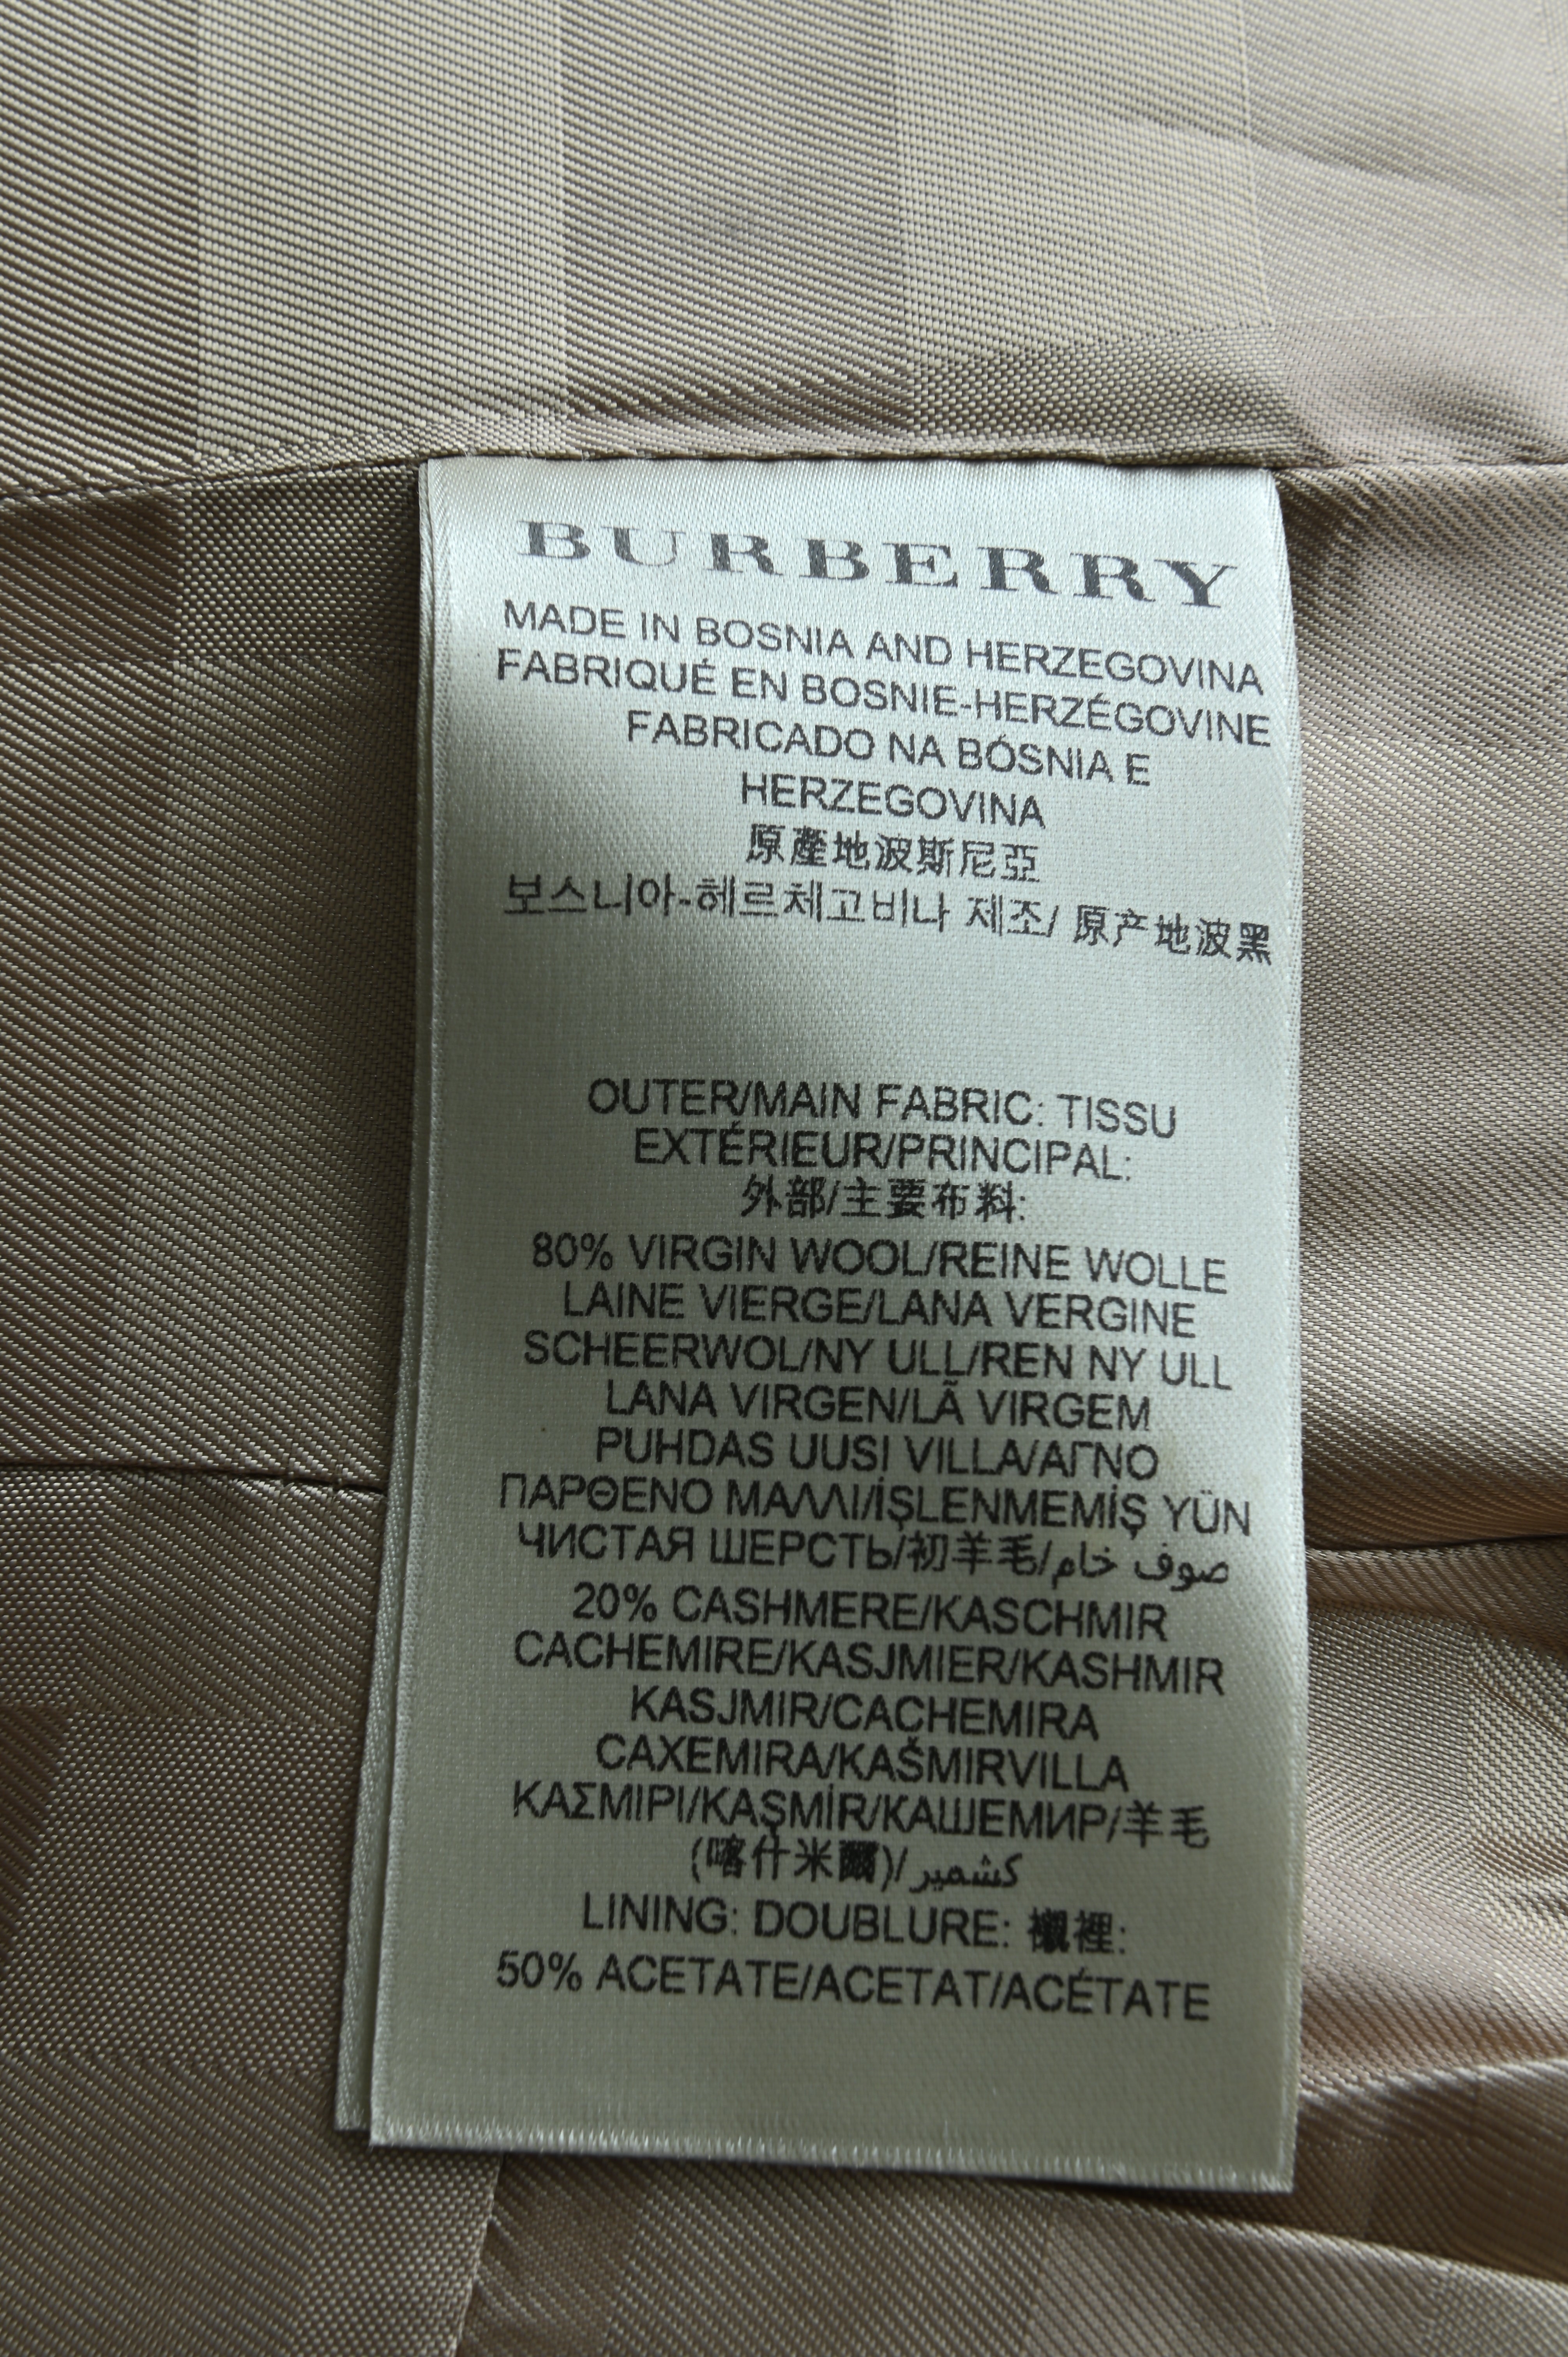 BURBERRY
MADE IN BOSNIA AND HERZEGOVINA
FABRIQUÉ EN BOSNIE-HERZÉGOVINE
FABRICADO NA BÓSNIA E
HERZEGOVINA
原產地波斯尼亞
보스니아-헤르체고비나 제조/ 原产地波黑
OUTER/MAIN FABRIC: TISSU
EXTÉRIEUR/PRINCIPAL:
外部/主要布料:
80% VIRGIN WOOL/REINE WOLLE
LAINE VIERGE/LANA VERGINE
SCHEERWOL/NY ULL/REN NY ULL
LANA VIRGEN/LÃ VIRGEM
PUHDAS UUSI VILLA/ΑΓΝΟ
ΠΑΡΘΕΝΟ ΜΑΛΛΙ/İŞLENMEMİŞ YÜN
ЧИСТАЯ ШЕРСТЬ/初羊毛/صوف خام
20% CASHMERE/KASCHMIR
CACHEMIRE/KASJMIER/KASHMIR
KASJMIR/CACHEMIRA
CAXEMIRA/KAŠMIRVILLA
ΚΑΣΜΙΡΙ/KAŞMİR/КАШЕМИР/羊毛
(喀什米爾)/كشمير
LINING: DOUBLURE: 襯裡:
50% ACETATE/ACETAT/ACÉTATE